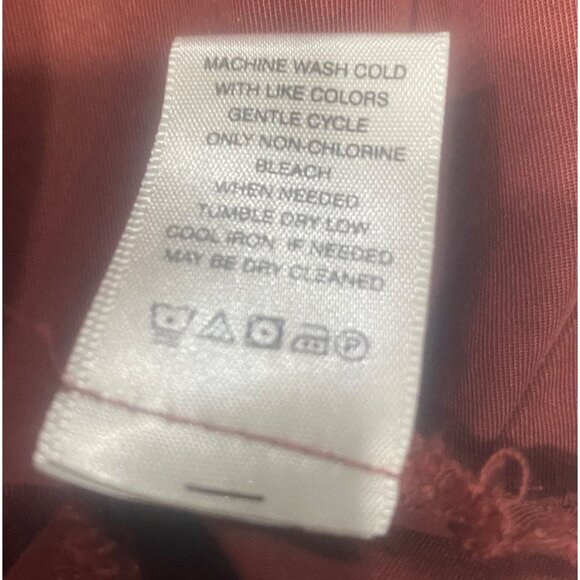 MACHINE WASH COLD
WITH LIKE COLORS
GENTLE CYCLE
ONLY NON-CHLORINE
BLEACH
WHEN NEEDED
TUMBLE DRY LOW
COOL IRON, IF NEEDED
MAY BE DRY CLEANED
P